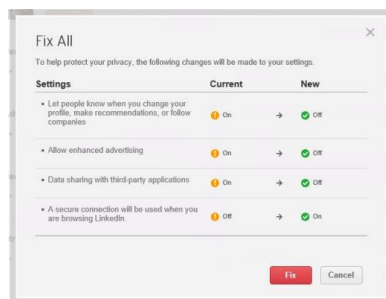 Fix All
To help protect your privacy, the following changes will be made to your settings.
Settings Current New
• Let people know when you change your
profile, make recommendations, or follow
companies
On → Off
• Allow enhanced advertising On → Off
• Data sharing with third-party applications On → Off
• A secure connection will be used when you
are browsing LinkedIn.
Off → On
Fix Cancel